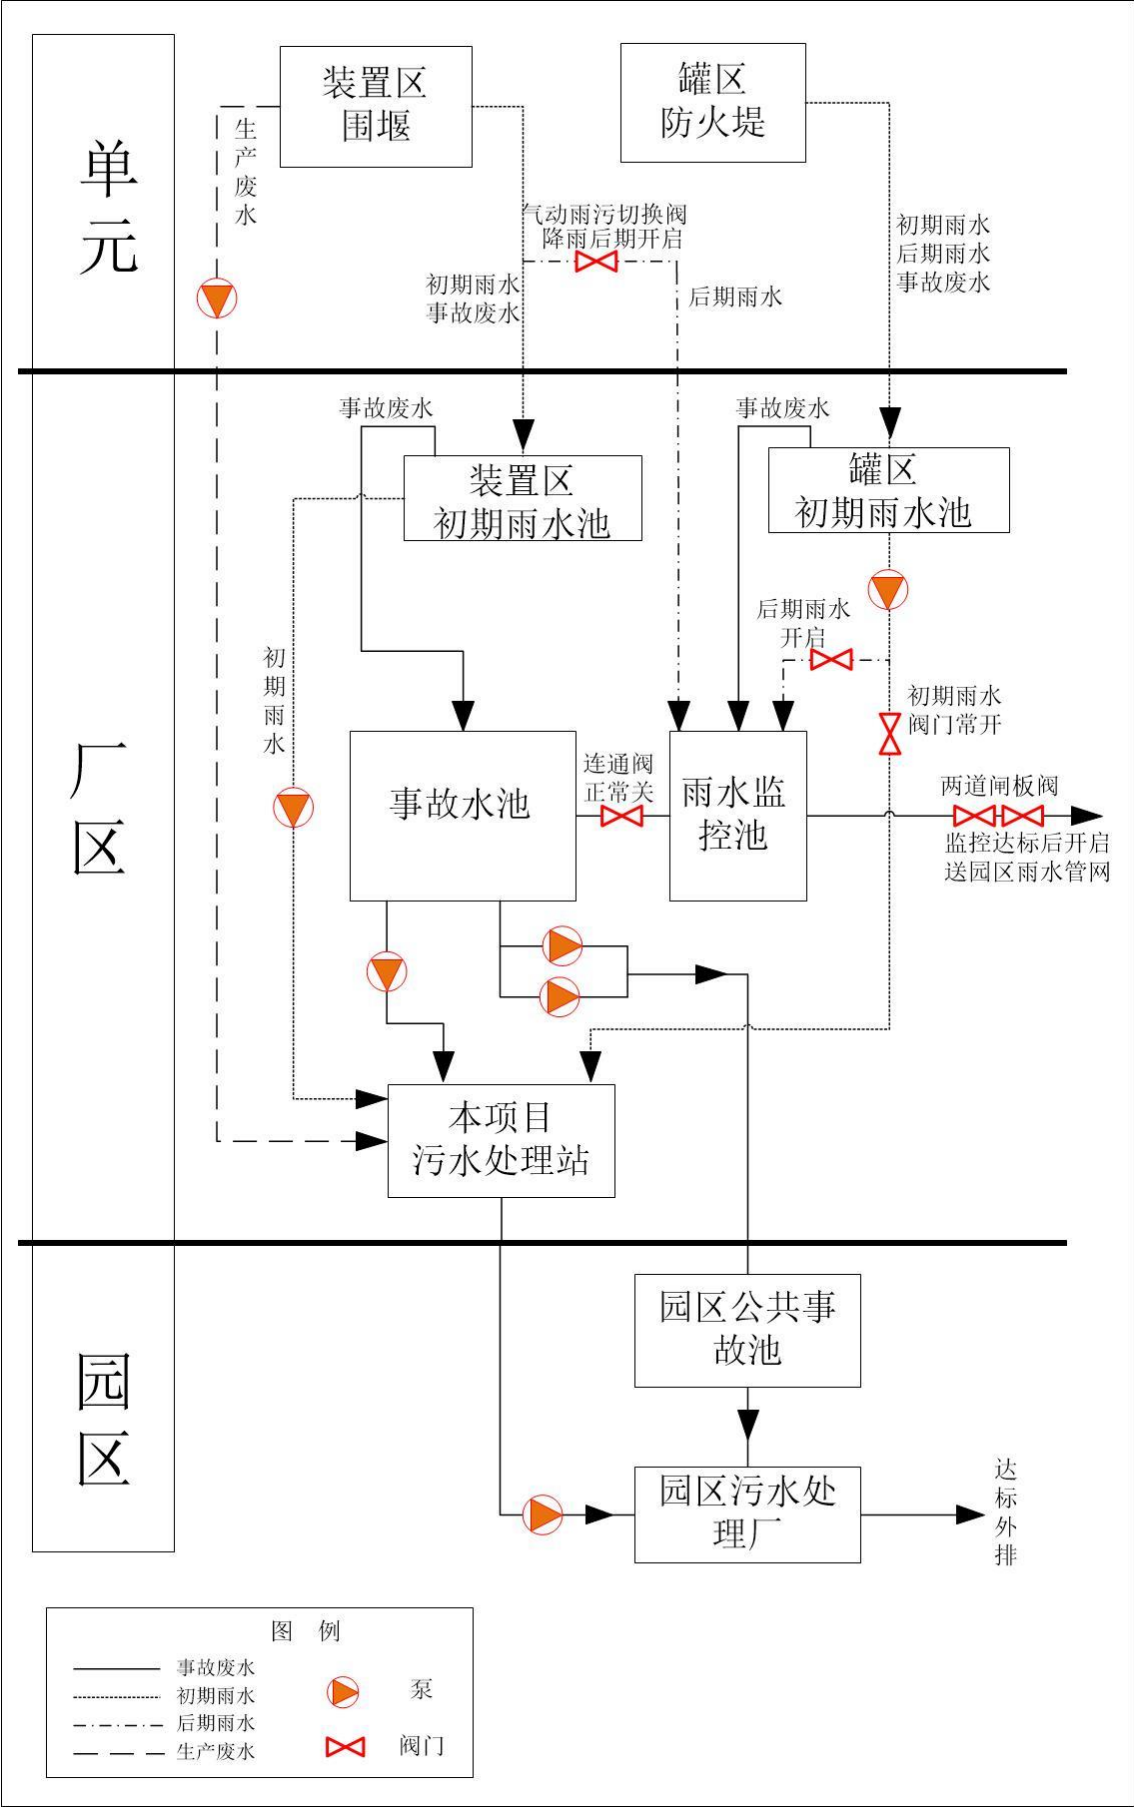 单
元
装置区
围堰
罐区
防火堤
生
产
废
水
气动雨污切换阀
降雨后期开启
初期雨水
事故废水
后期雨水
初期雨水
后期雨水
事故废水
厂
区
事故废水
装置区
初期雨水池
事故废水
罐区
初期雨水池
后期雨水
开启
初
期
雨
水
初期雨水
阀门常开
事故水池
连通阀
正常关
雨水监
控池
两道闸板阀
监控达标后开启
送园区雨水管网
本项目
污水处理站
园
区
园区公共事
故池
园区污水处
理厂
达
标
外
排
图 例
事故废水
初期雨水
后期雨水
生产废水
泵
阀门